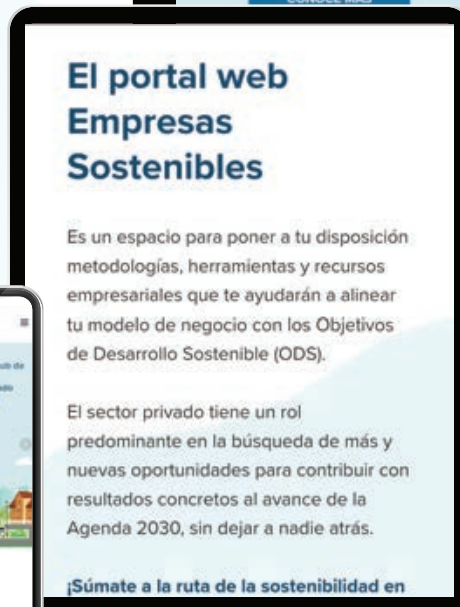 CONOCE MÁS
El portal web
Empresas
Sostenibles
Es un espacio para poner a tu disposición
metodologías, herramientas y recursos
empresariales que te ayudarán a alinear
tu modelo de negocio con los Objetivos
de Desarrollo Sostenible (ODS).
El sector privado tiene un rol
predominante en la búsqueda de más y
nuevas oportunidades para contribuir con
resultados concretos al avance de la
Agenda 2030, sin dejar a nadie atrás.
¡Súmate a la ruta de la sostenibilidad en